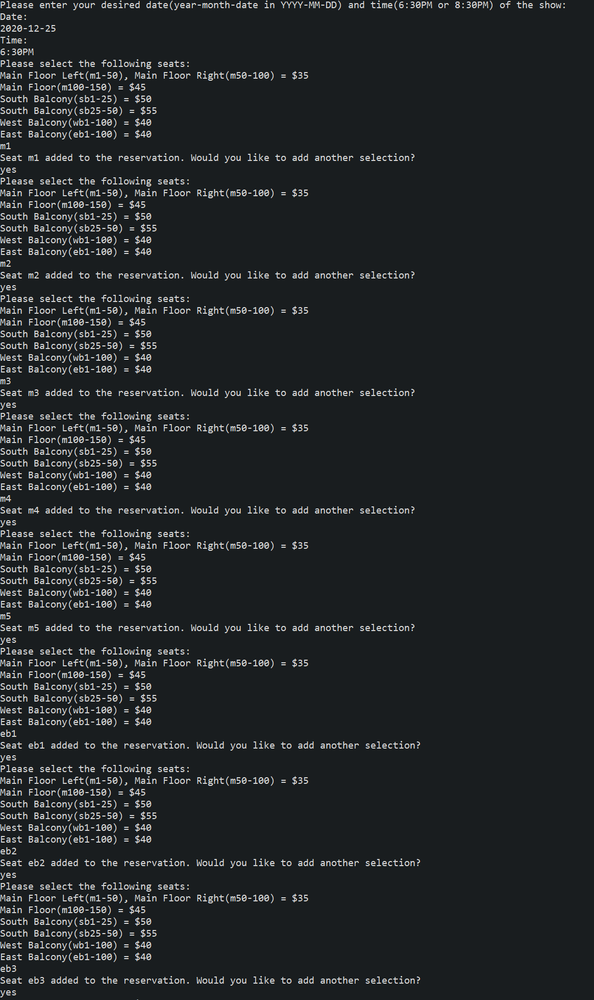 Please enter your desired date(year-month-date in YYYY-MM-DD) and time(6:30PM or 8:30PM) of the show:
Date:
2020-12-25
Time:
6:30PM
Please select the following seats:
Main Floor Left(m1-50), Main Floor Right(m50-100) = $35
Main Floor(m100-150) = $45
South Balcony(sb1-25) = $50
South Balcony(sb25-50) = $55
West Balcony(wb1-100) = $40
East Balcony(eb1-100) = $40
m1
Seat m1 added to the reservation. Would you like to add another selection?
yes
Please select the following seats:
Main Floor Left(m1-50), Main Floor Right(m50-100) = $35
Main Floor(m100-150) = $45
South Balcony(sb1-25) = $50
South Balcony(sb25-50) = $55
West Balcony(wb1-100) = $40
East Balcony(eb1-100) = $40
m2
Seat m2 added to the reservation. Would you like to add another selection?
yes
Please select the following seats:
Main Floor Left(m1-50), Main Floor Right(m50-100) = $35
Main Floor(m100-150) = $45
South Balcony(sb1-25) = $50
South Balcony(sb25-50) = $55
West Balcony(wb1-100) = $40
East Balcony(eb1-100) = $40
m3
Seat m3 added to the reservation. Would you like to add another selection?
yes
Please select the following seats:
Main Floor Left(m1-50), Main Floor Right(m50-100) = $35
Main Floor(m100-150) = $45
South Balcony(sb1-25) = $50
South Balcony(sb25-50) = $55
West Balcony(wb1-100) = $40
East Balcony(eb1-100) = $40
m4
Seat m4 added to the reservation. Would you like to add another selection?
yes
Please select the following seats:
Main Floor Left(m1-50), Main Floor Right(m50-100) = $35
Main Floor(m100-150) = $45
South Balcony(sb1-25) = $50
South Balcony(sb25-50) = $55
West Balcony(wb1-100) = $40
East Balcony(eb1-100) = $40
m5
Seat m5 added to the reservation. Would you like to add another selection?
yes
Please select the following seats:
Main Floor Left(m1-50), Main Floor Right(m50-100) = $35
Main Floor(m100-150) = $45
South Balcony(sb1-25) = $50
South Balcony(sb25-50) = $55
West Balcony(wb1-100) = $40
East Balcony(eb1-100) = $40
eb1
Seat eb1 added to the reservation. Would you like to add another selection?
yes
Please select the following seats:
Main Floor Left(m1-50), Main Floor Right(m50-100) = $35
Main Floor(m100-150) = $45
South Balcony(sb1-25) = $50
South Balcony(sb25-50) = $55
West Balcony(wb1-100) = $40
East Balcony(eb1-100) = $40
eb2
Seat eb2 added to the reservation. Would you like to add another selection?
yes
Please select the following seats:
Main Floor Left(m1-50), Main Floor Right(m50-100) = $35
Main Floor(m100-150) = $45
South Balcony(sb1-25) = $50
South Balcony(sb25-50) = $55
West Balcony(wb1-100) = $40
East Balcony(eb1-100) = $40
eb3
Seat eb3 added to the reservation. Would you like to add another selection?
yes